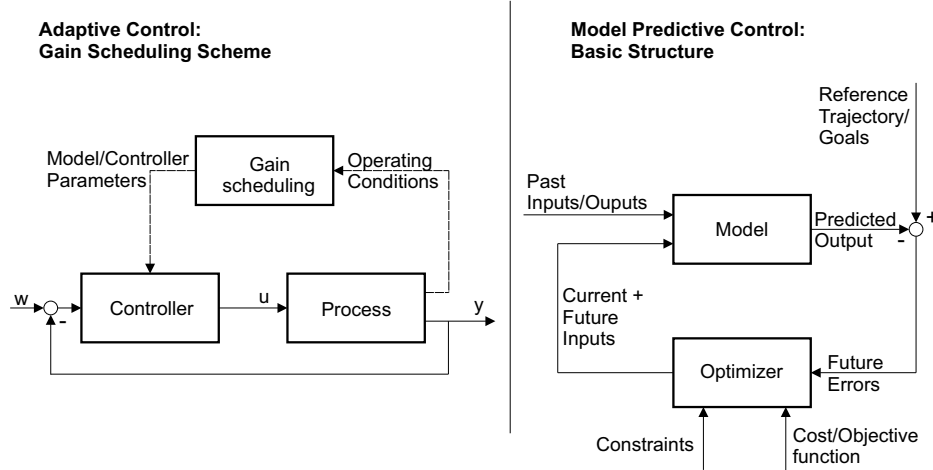 Adaptive Control:
Gain Scheduling Scheme
Model/Controller
Parameters
Gain
scheduling
Operating
Conditions
w
-
Controller
u
Process
y
Model Predictive Control:
Basic Structure
Reference
Trajectory/
Goals
Past
Inputs/Ouputs
Model
Predicted
Output
+
-
Current +
Future
Inputs
Optimizer
Future
Errors
Constraints
Cost/Objective
function